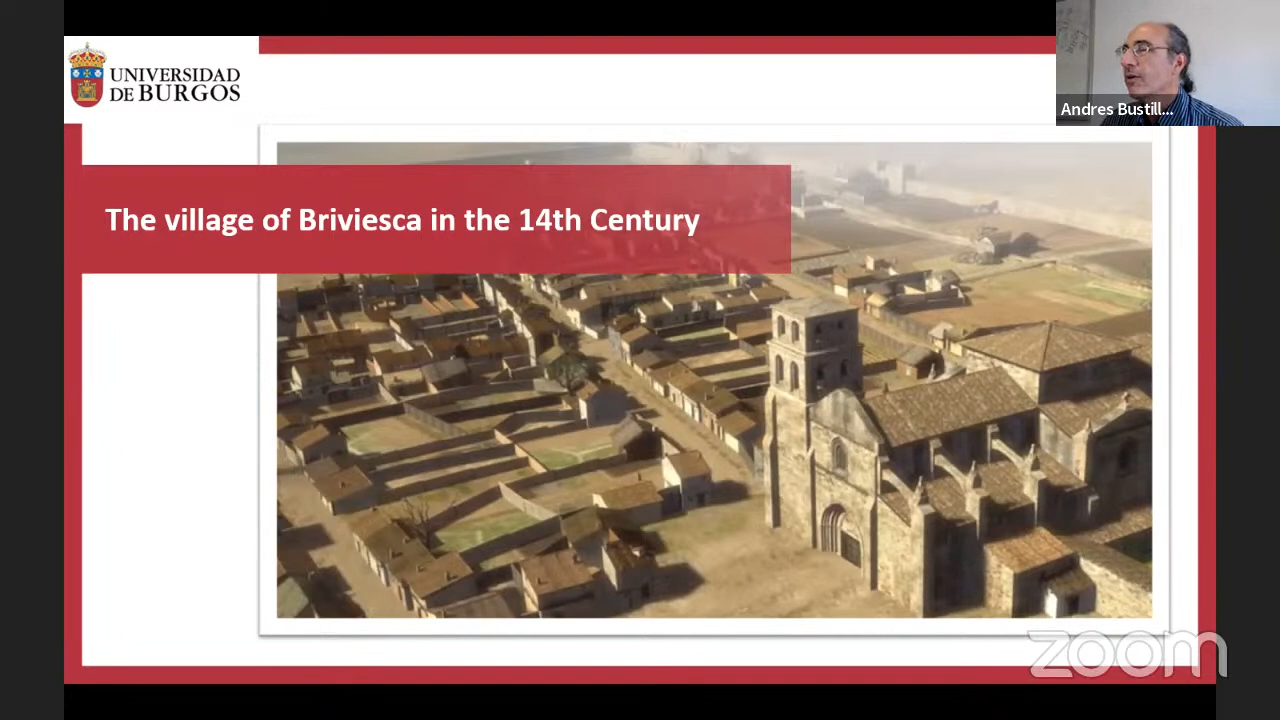 UNIVERSIDAD
DE BURGOS
Andres Bustill...
The village of Briviesca in the 14th Century
zoom